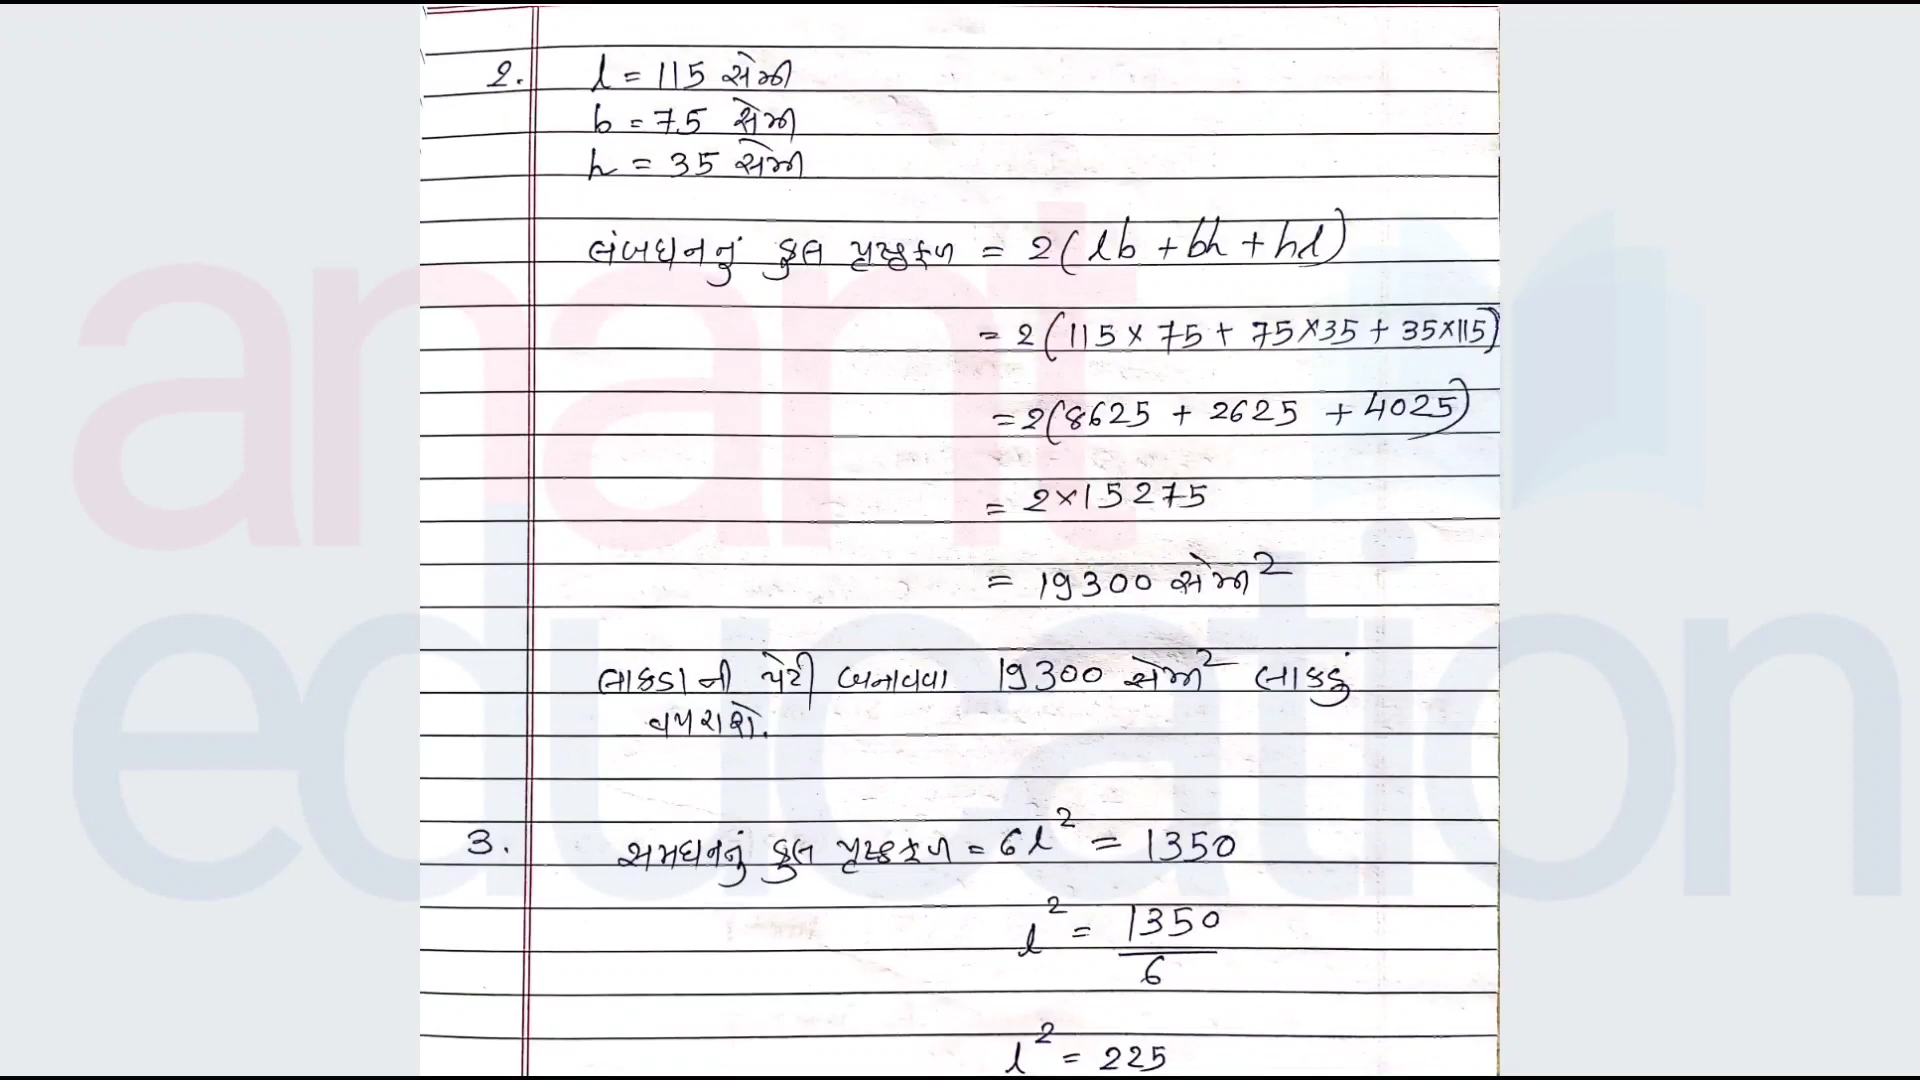 2. l = 115 સેમી
b = 75 સેમી
h = 35 સેમી
લંબઘનનું કુલ પૃષ્ઠફળ = 2(lb + bh + hl)
= 2(115 × 75 + 75×35 + 35×115)
= 2(8625 + 2625 + 4025)
= 2×15275
= 19300 સેમી²
લાકડાની પેટી બનાવવા 19300 સેમી² લાકડું
વપરાશે.
3. સમઘનનું કુલ પૃષ્ઠફળ = 6l² = 1350
l² = 1350
6
l² = 225
anant
education